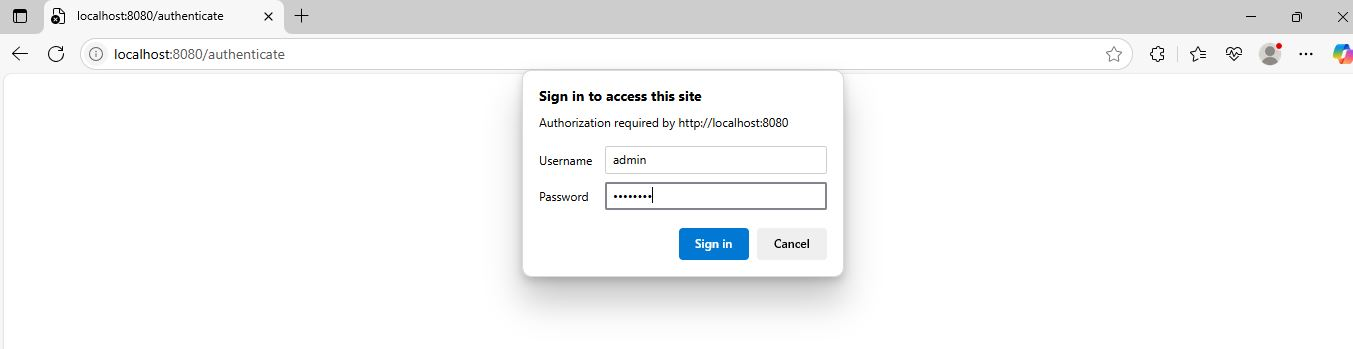 localhost:8080/authenticate
localhost:8080/authenticate
Sign in to access this site
Authorization required by http://localhost:8080
Username admin
Password ••••••••
Sign in Cancel